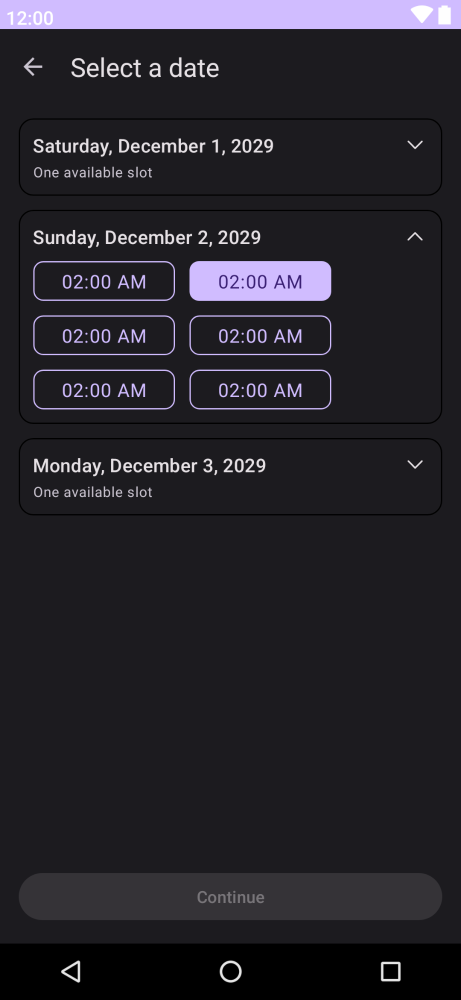 12:00
Select a date
Saturday, December 1, 2029
One available slot
Sunday, December 2, 2029
02:00 AM 02:00 AM
02:00 AM 02:00 AM
02:00 AM 02:00 AM
Monday, December 3, 2029
One available slot
Continue